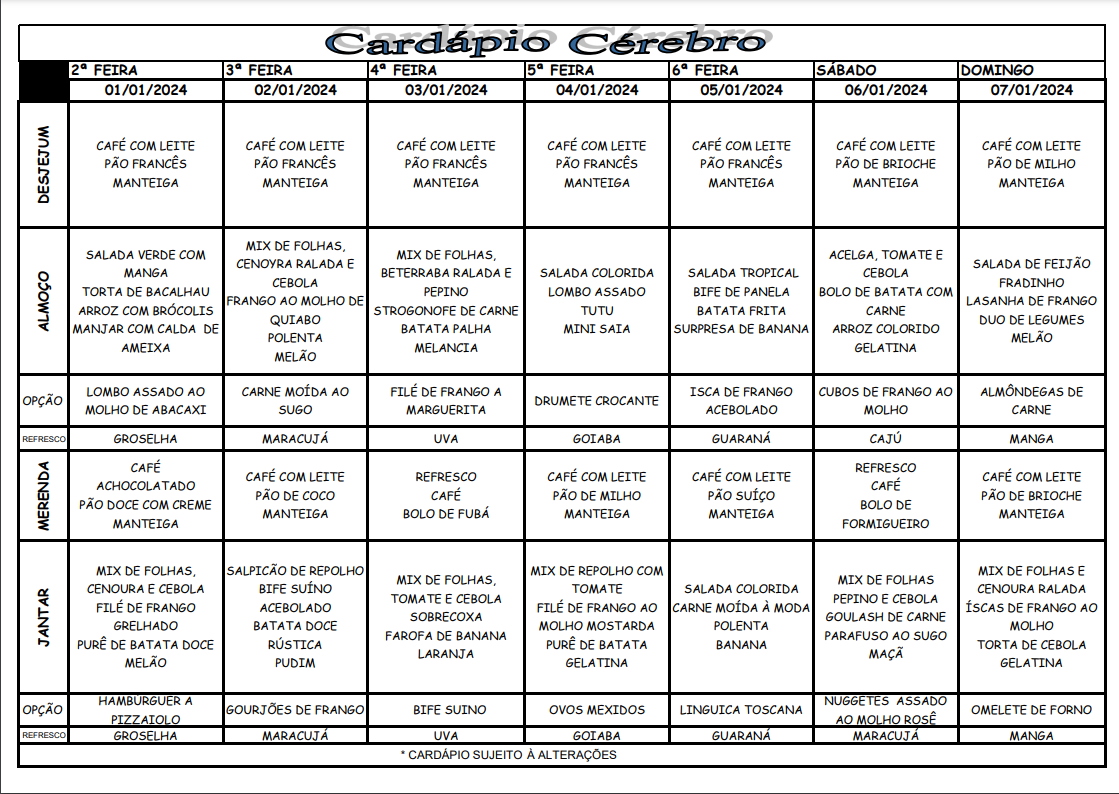 Cardápio Cérebro
2ª FEIRA 3ª FEIRA 4ª FEIRA 5ª FEIRA 6ª FEIRA SÁBADO DOMINGO
01/01/2024 02/01/2024 03/01/2024 04/01/2024 05/01/2024 06/01/2024 07/01/2024
DESJEJUM
CAFÉ COM LEITE
PÃO FRANCÊS
MANTEIGA
CAFÉ COM LEITE
PÃO FRANCÊS
MANTEIGA
CAFÉ COM LEITE
PÃO FRANCÊS
MANTEIGA
CAFÉ COM LEITE
PÃO FRANCÊS
MANTEIGA
CAFÉ COM LEITE
PÃO FRANCÊS
MANTEIGA
CAFÉ COM LEITE
PÃO DE BRIOCHE
MANTEIGA
CAFÉ COM LEITE
PÃO DE MILHO
MANTEIGA
ALMOÇO
SALADA VERDE COM
MANGA
TORTA DE BACALHAU
ARROZ COM BRÓCOLIS
MANJAR COM CALDA DE
AMEIXA
MIX DE FOLHAS,
CENOYRA RALADA E
CEBOLA
FRANGO AO MOLHO DE
QUIABO
POLENTA
MELÃO
MIX DE FOLHAS,
BETERRABA RALADA E
PEPINO
STROGONOFE DE CARNE
BATATA PALHA
MELANCIA
SALADA COLORIDA
LOMBO ASSADO
TUTU
MINI SAIA
SALADA TROPICAL
BIFE DE PANELA
BATATA FRITA
SURPRESA DE BANANA
ACELGA, TOMATE E
CEBOLA
BOLO DE BATATA COM
CARNE
ARROZ COLORIDO
GELATINA
SALADA DE FEIJÃO
FRADINHO
LASANHA DE FRANGO
DUO DE LEGUMES
MELÃO
OPÇÃO
LOMBO ASSADO AO
MOLHO DE ABACAXI
CARNE MOÍDA AO
SUGO
FILÉ DE FRANGO A
MARGUERITA
DRUMETE CROCANTE
ISCA DE FRANGO
ACEBOLADO
CUBOS DE FRANGO AO
MOLHO
ALMÔNDEGAS DE
CARNE
REFRESCO GROSELHA MARACUJÁ UVA GOIABA GUARANÁ CAJÚ MANGA
MERENDA
CAFÉ
ACHOCOLATADO
PÃO DOCE COM CREME
MANTEIGA
CAFÉ COM LEITE
PÃO DE COCO
MANTEIGA
REFRESCO
CAFÉ
BOLO DE FUBÁ
CAFÉ COM LEITE
PÃO DE MILHO
MANTEIGA
CAFÉ COM LEITE
PÃO SUÍÇO
MANTEIGA
REFRESCO
CAFÉ
BOLO DE
FORMIGUEIRO
CAFÉ COM LEITE
PÃO DE BRIOCHE
MANTEIGA
JANTAR
MIX DE FOLHAS,
CENOURA E CEBOLA
FILÉ DE FRANGO
GRELHADO
PURÊ DE BATATA DOCE
MELÃO
SALPICÃO DE REPOLHO
BIFE SUÍNO
ACEBOLADO
BATATA DOCE
RÚSTICA
PUDIM
MIX DE FOLHAS,
TOMATE E CEBOLA
SOBRECOXA
FAROFA DE BANANA
LARANJA
MIX DE REPOLHO COM
TOMATE
FILÉ DE FRANGO AO
MOLHO MOSTARDA
PURÊ DE BATATA
GELATINA
SALADA COLORIDA
CARNE MOÍDA À MODA
POLENTA
BANANA
MIX DE FOLHAS
PEPINO E CEBOLA
GOULASH DE CARNE
PARAFUSO AO SUGO
MAÇÃ
MIX DE FOLHAS E
CENOURA RALADA
ÍSCAS DE FRANGO AO
MOLHO
TORTA DE CEBOLA
GELATINA
OPÇÃO
HAMBURGUER A
PIZZAIOLO
GOURJÕES DE FRANGO
BIFE SUINO
OVOS MEXIDOS
LINGUICA TOSCANA
NUGGETES ASSADO
AO MOLHO ROSÊ
OMELETE DE FORNO
REFRESCO GROSELHA MARACUJÁ UVA GOIABA GUARANÁ MARACUJÁ MANGA
* CARDÁPIO SUJEITO À ALTERAÇÕES